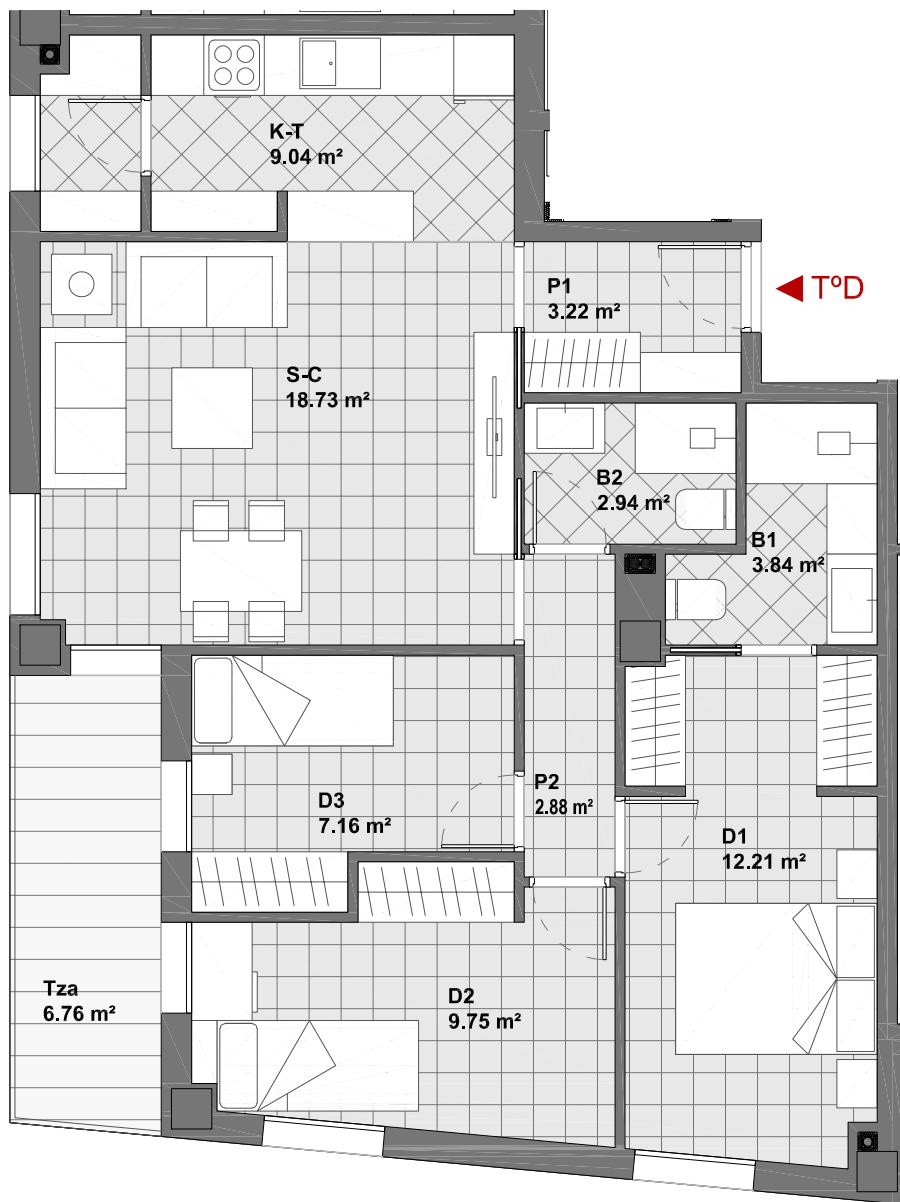 K-T
9.04 m²
P1
3.22 m²
TºD
S-C
18.73 m²
B2
2.94 m²
B1
3.84 m²
D3
7.16 m²
P2
2.88 m²
D1
12.21 m²
Tza
6.76 m²
D2
9.75 m²